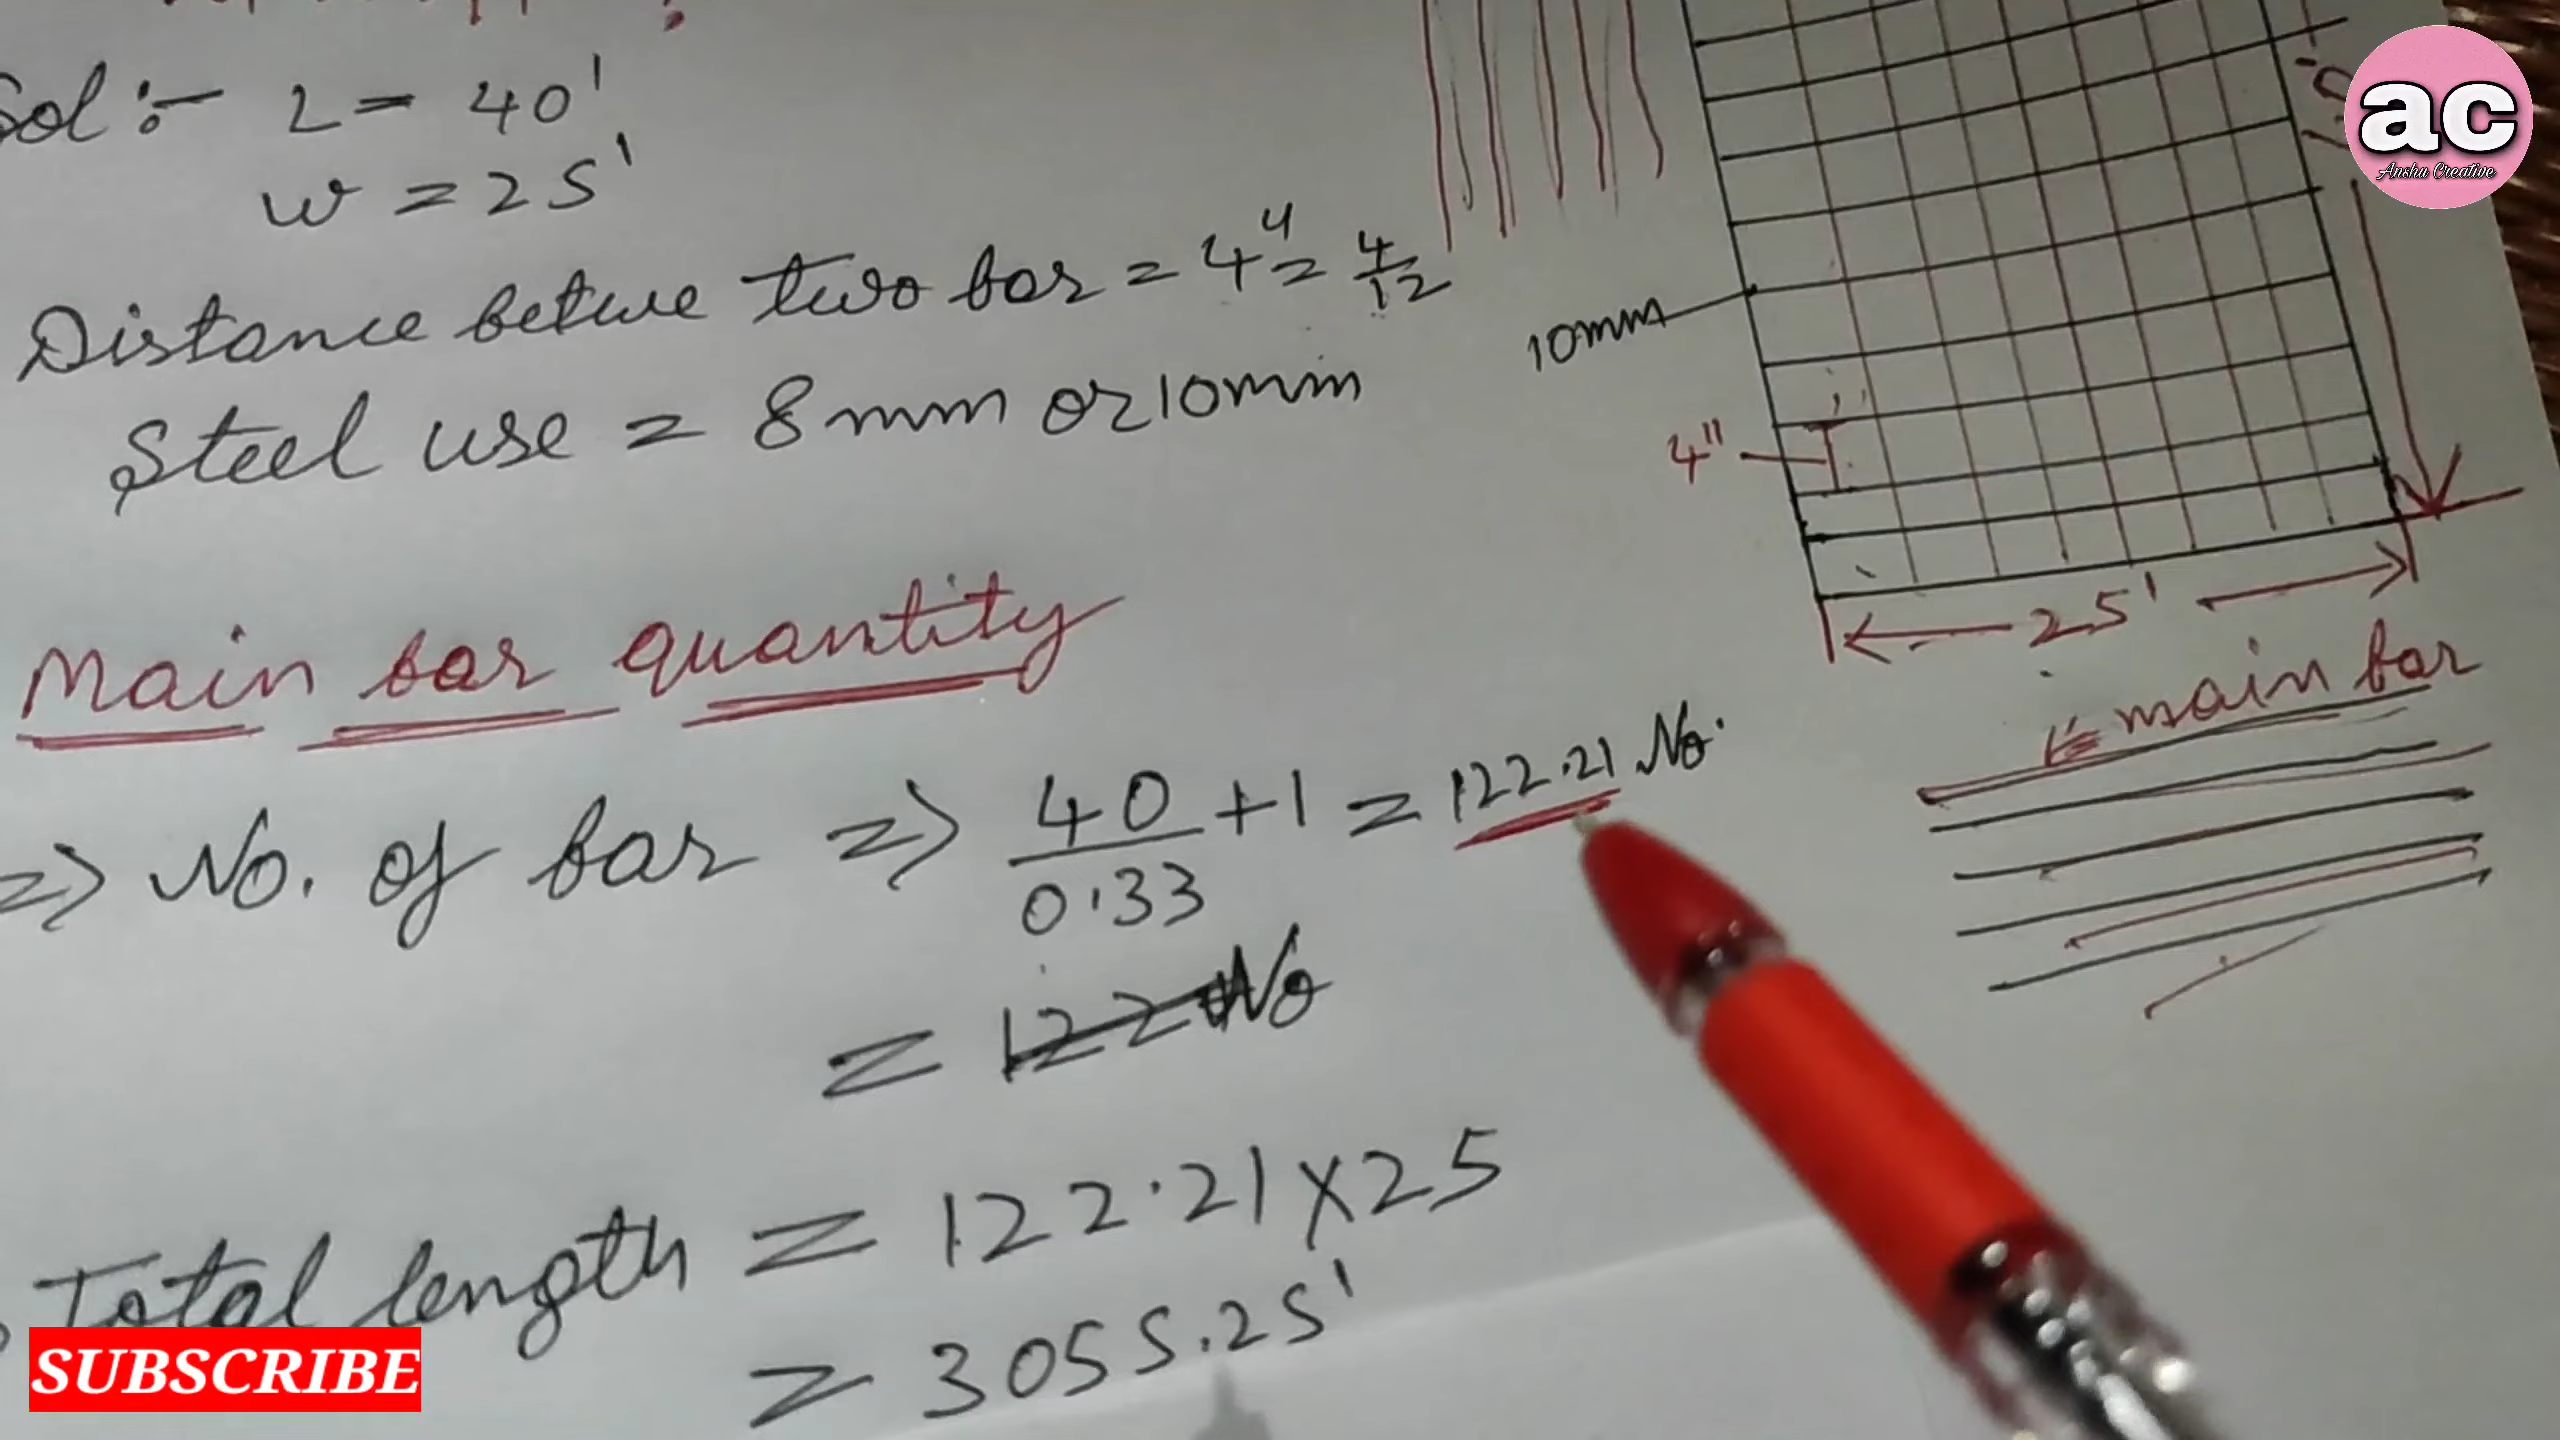 Sol :- L = 40'
W = 25'
Distance betwe two bar = 4" = 4/12
Steel use = 8mm or 10mm
Main bar quantity
=> No. of bar => 40/0.33 + 1 = 122.21 No.
= 122 No
Total length = 122.21 x 25
= 3055.25'
10mm
4"
25'
main bar
ac
Anshu Creative
SUBSCRIBE